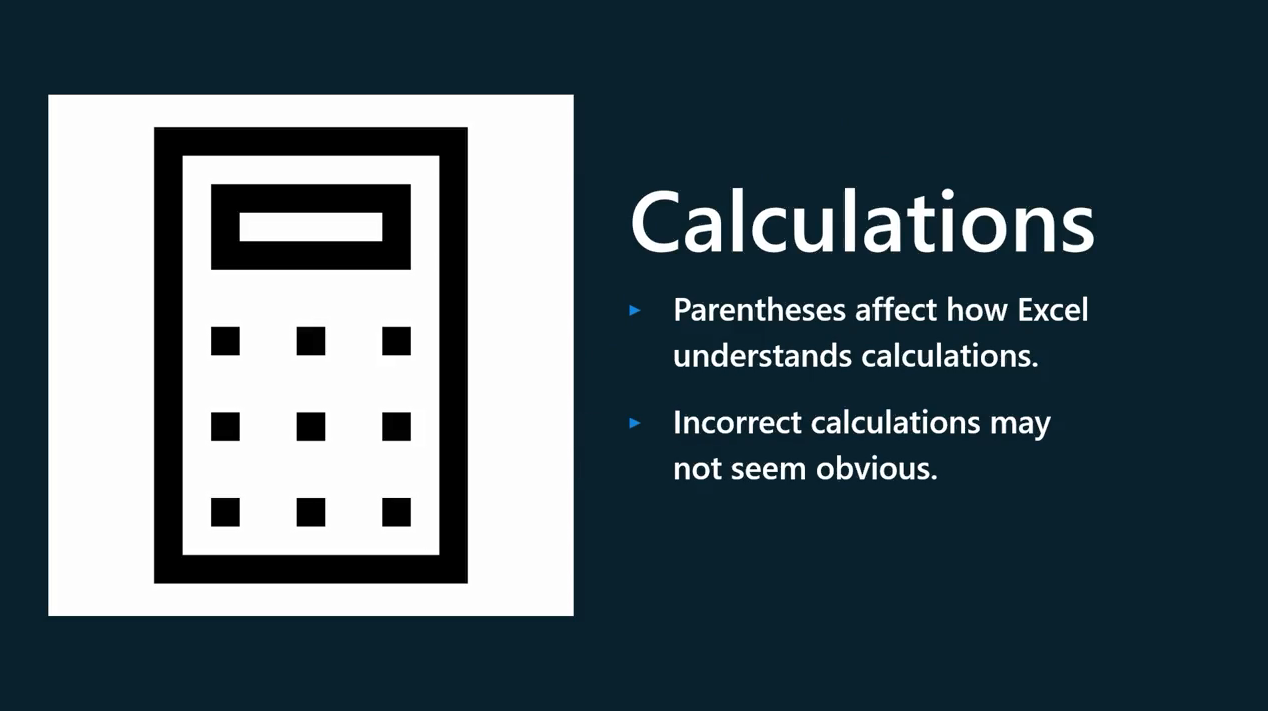 Calculations
Parentheses affect how Excel
understands calculations.
Incorrect calculations may
not seem obvious.